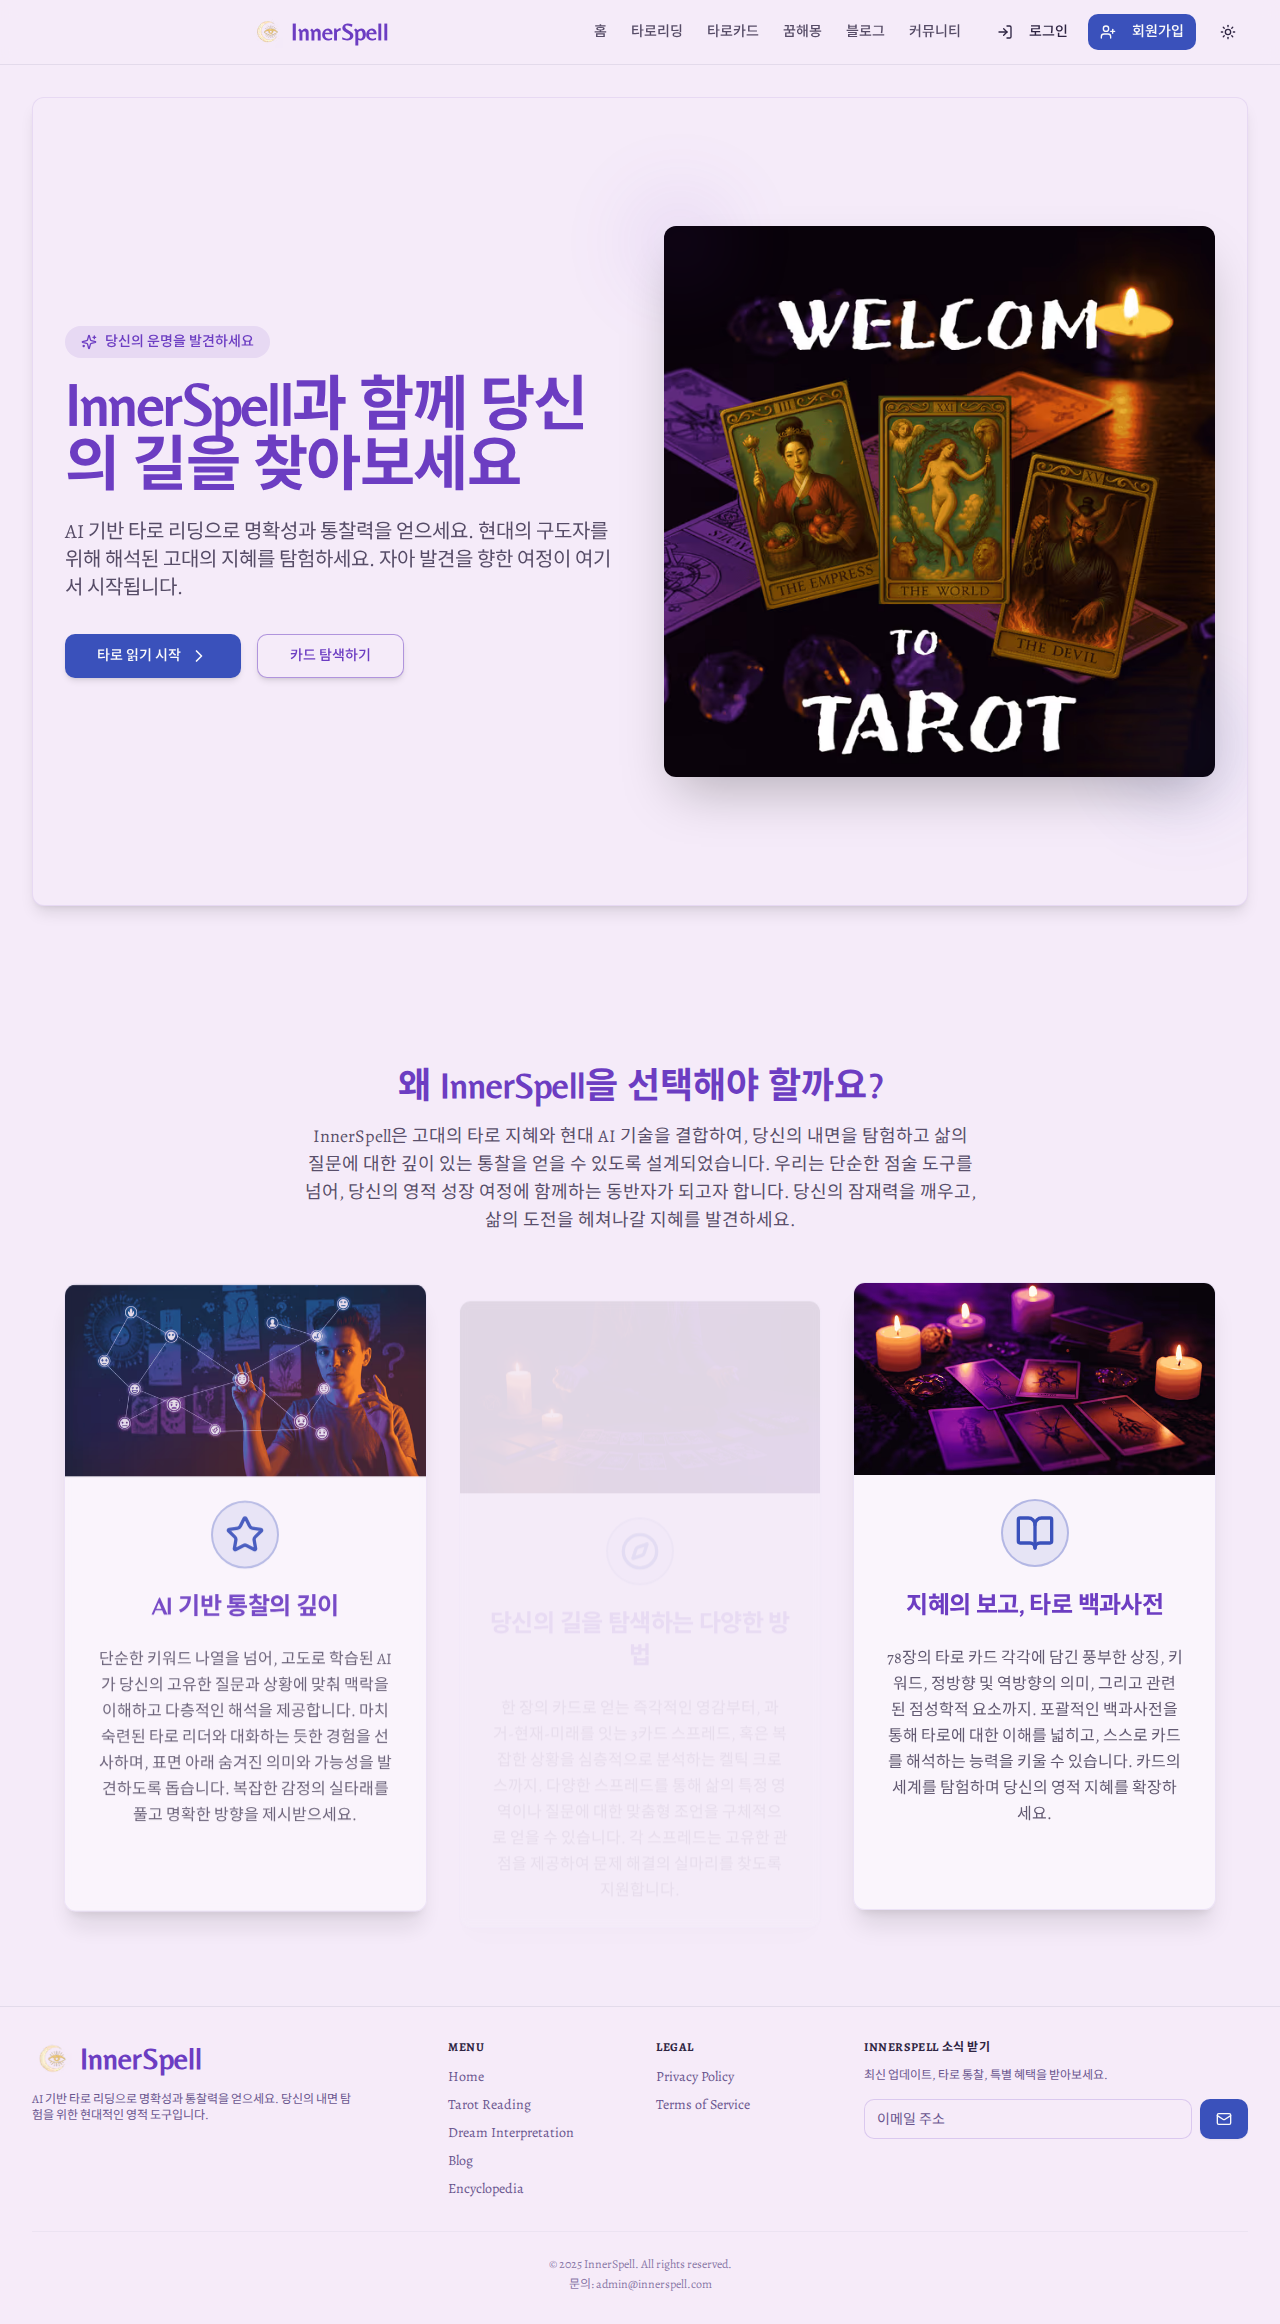 InnerSpell
홈 타로리딩 타로카드 꿈해몽 블로그 커뮤니티 로그인 회원가입
당신의 운명을 발견하세요
InnerSpell과 함께 당신
의 길을 찾아보세요
AI 기반 타로 리딩으로 명확성과 통찰력을 얻으세요. 현대의 구도자를
위해 해석된 고대의 지혜를 탐험하세요. 자아 발견을 향한 여정이 여기
서 시작됩니다.
타로 읽기 시작
카드 탐색하기
WELCOM
III
XXI
XV
THE EMPRESS
THE WORLD
THE DEVIL
TO
TAROT
왜 InnerSpell을 선택해야 할까요?
InnerSpell은 고대의 타로 지혜와 현대 AI 기술을 결합하여, 당신의 내면을 탐험하고 삶의
질문에 대한 깊이 있는 통찰을 얻을 수 있도록 설계되었습니다. 우리는 단순한 점술 도구를
넘어, 당신의 영적 성장 여정에 함께하는 동반자가 되고자 합니다. 당신의 잠재력을 깨우고,
삶의 도전을 헤쳐나갈 지혜를 발견하세요.
AI 기반 통찰의 깊이
단순한 키워드 나열을 넘어, 고도로 학습된 AI
가 당신의 고유한 질문과 상황에 맞춰 맥락을
이해하고 다층적인 해석을 제공합니다. 마치
숙련된 타로 리더와 대화하는 듯한 경험을 선
사하며, 표면 아래 숨겨진 의미와 가능성을 발
견하도록 돕습니다. 복잡한 감정의 실타래를
풀고 명확한 방향을 제시받으세요.
당신의 길을 탐색하는 다양한 방
법
한 장의 카드로 얻는 즉각적인 영감부터, 과
거-현재-미래를 잇는 3카드 스프레드, 혹은 복
잡한 상황을 심층적으로 분석하는 켈틱 크로
스까지. 다양한 스프레드를 통해 삶의 특정 영
역이나 질문에 대한 맞춤형 조언을 구체적으
로 얻을 수 있습니다. 각 스프레드는 고유한 관
점을 제공하여 문제 해결의 실마리를 찾도록
지원합니다.
지혜의 보고, 타로 백과사전
78장의 타로 카드 각각에 담긴 풍부한 상징, 키
워드, 정방향 및 역방향의 의미, 그리고 관련
된 점성학적 요소까지. 포괄적인 백과사전을
통해 타로에 대한 이해를 넓히고, 스스로 카드
를 해석하는 능력을 키울 수 있습니다. 카드의
세계를 탐험하며 당신의 영적 지혜를 확장하
세요.
InnerSpell
AI 기반 타로 리딩으로 명확성과 통찰력을 얻으세요. 당신의 내면 탐
험을 위한 현대적인 영적 도구입니다.
MENU
Home
Tarot Reading
Dream Interpretation
Blog
Encyclopedia
LEGAL
Privacy Policy
Terms of Service
INNERSPELL 소식 받기
최신 업데이트, 타로 통찰, 특별 혜택을 받아보세요.
이메일 주소
© 2025 InnerSpell. All rights reserved.
문의: admin@innerspell.com